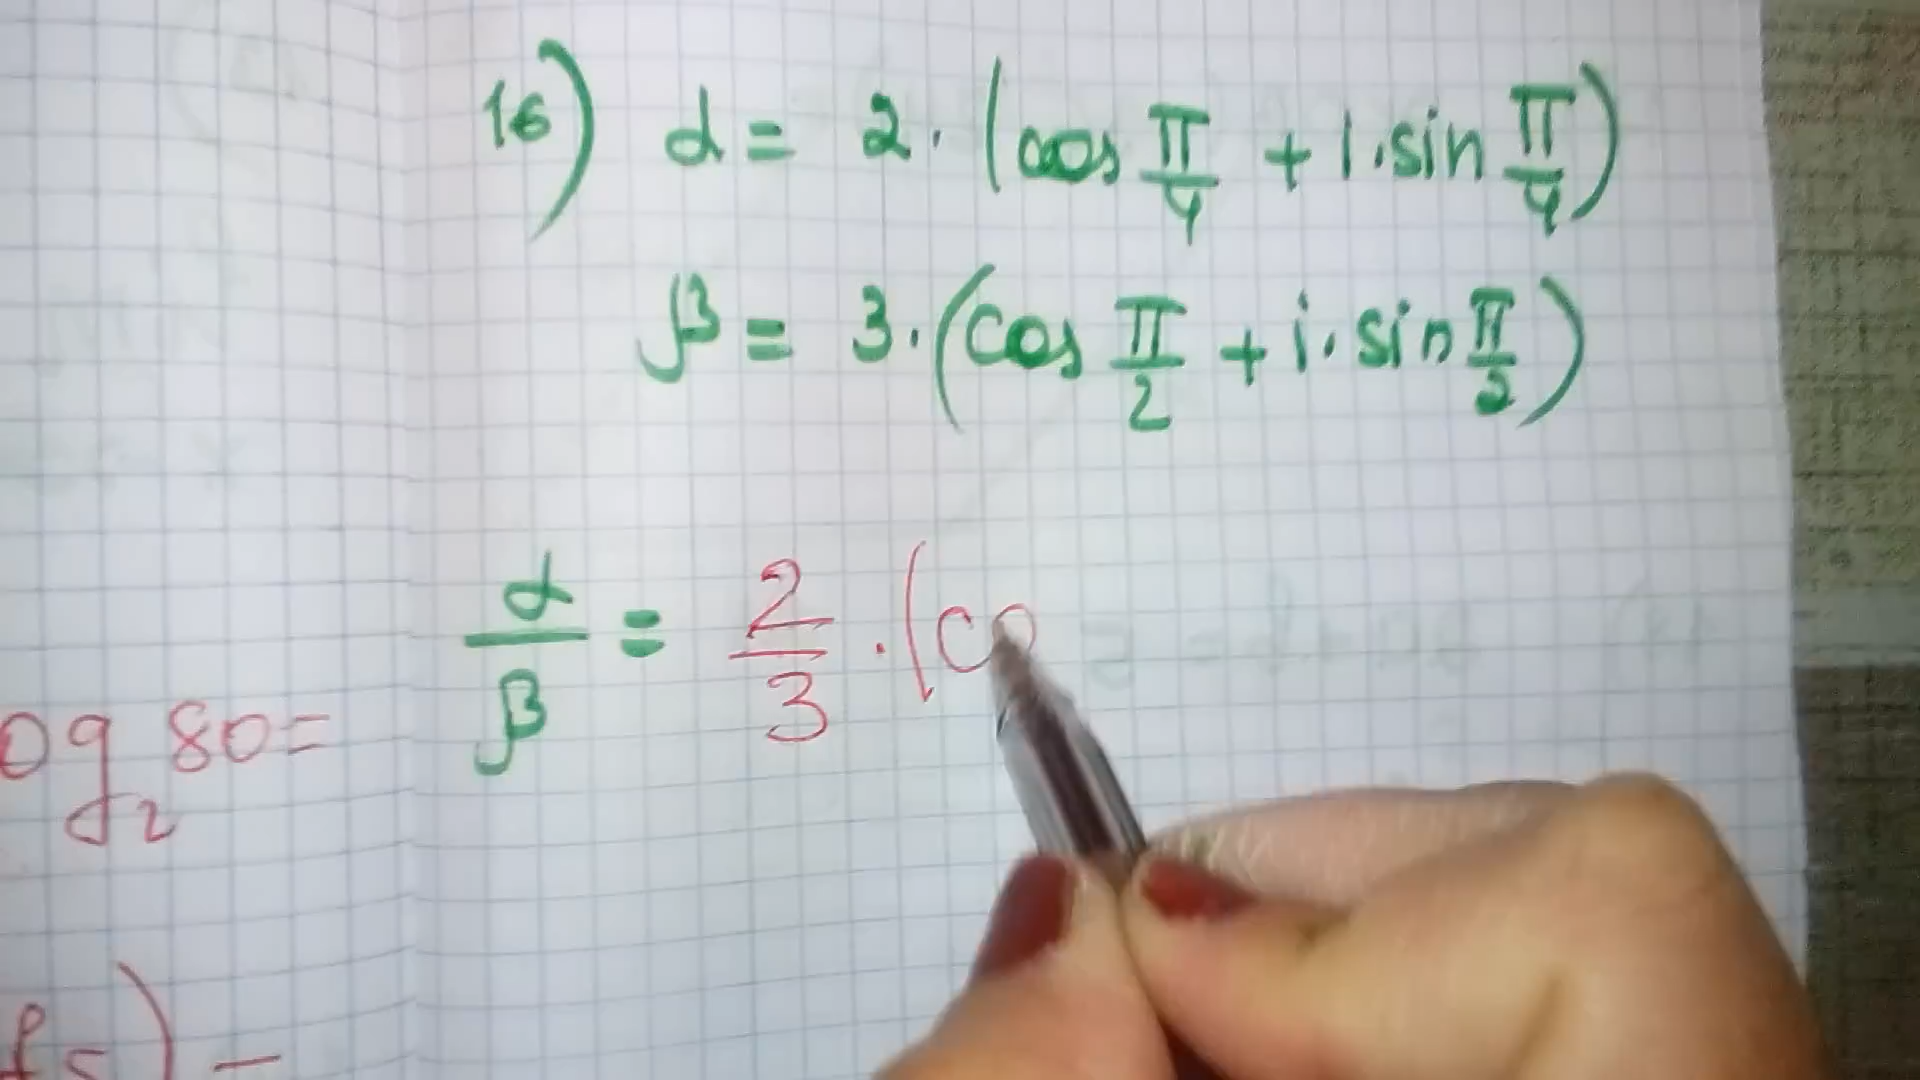 16) α = 2 · (cos π/4 + i · sin π/4)
β = 3 · (cos π/2 + i · sin π/2)
α/β = 2/3 · (co
og₂ 80 =